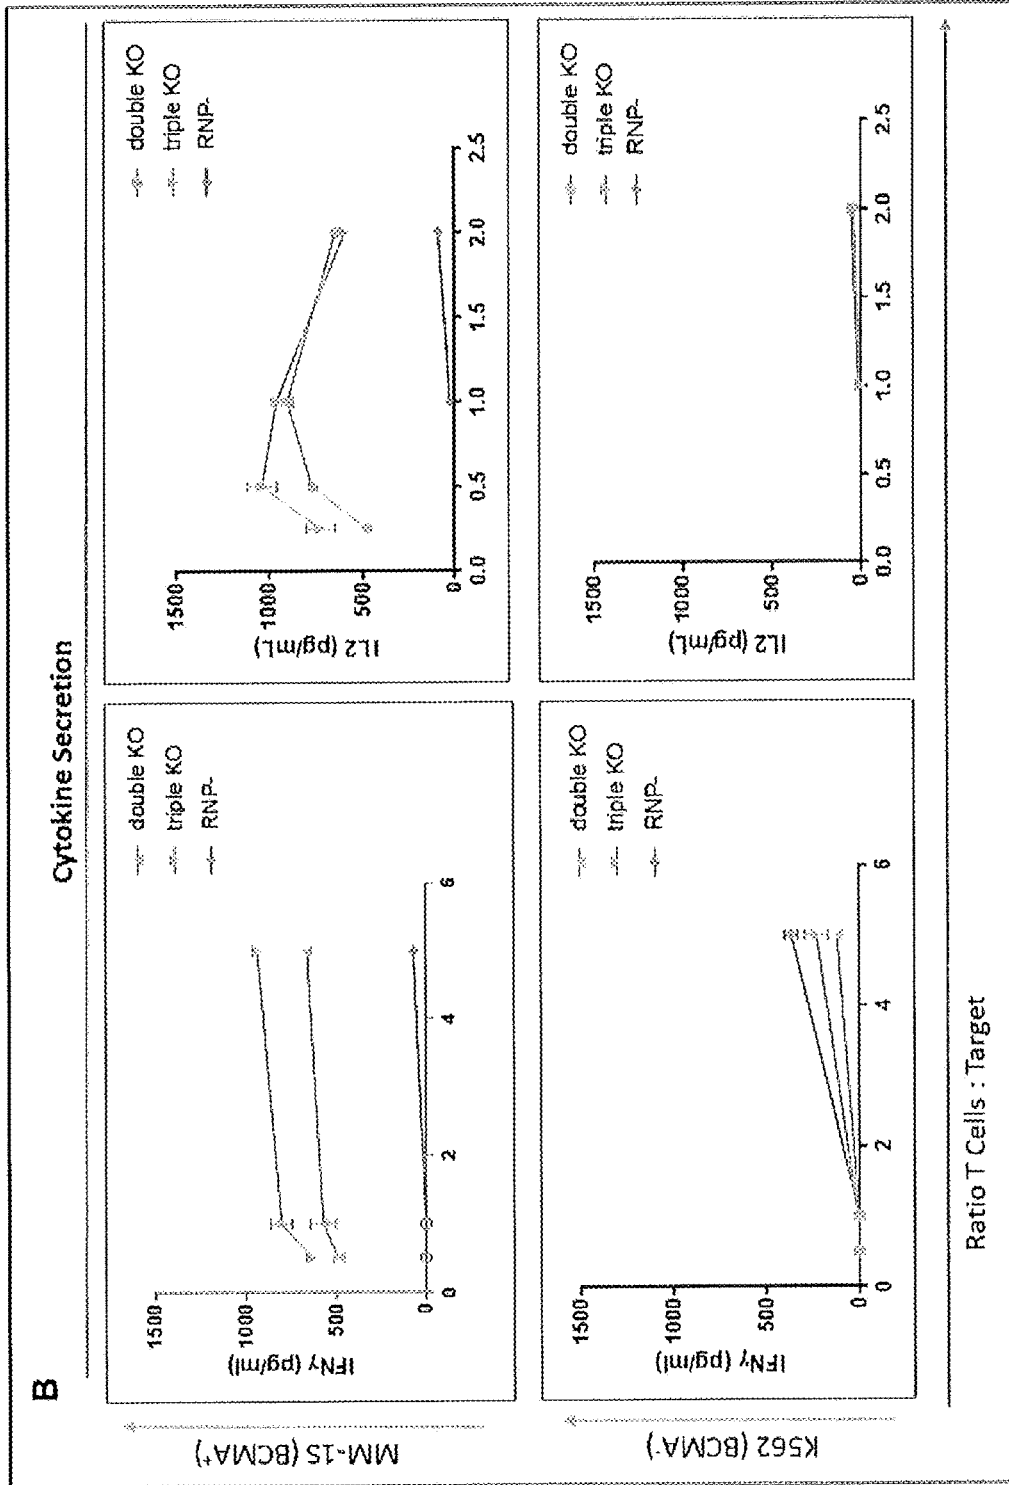 B
Cytokine Secretion
MM-1S (BCMA⁺)
IFNγ (pg/ml)
1500
1000
500
0
0
2
4
6
double KO
triple KO
RNP-
IL2 (pg/mL)
1500
1000
500
0
0.0
0.5
1.0
1.5
2.0
2.5
double KO
triple KO
RNP-
K562 (BCMA⁻)
IFNγ (pg/ml)
1500
1000
500
0
0
2
4
6
double KO
triple KO
RNP-
IL2 (pg/mL)
1500
1000
500
0
0.0
0.5
1.0
1.5
2.0
2.5
double KO
triple KO
RNP-
Ratio T Cells : Target